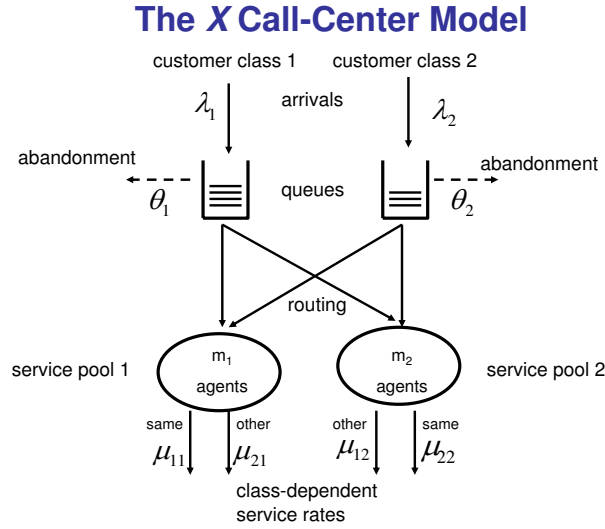 The X Call-Center Model
customer class 1 customer class 2
λ₁ arrivals λ₂
abandonment abandonment
θ₁ queues θ₂
routing
service pool 1 m₁ agents m₂ agents service pool 2
same other other same
μ₁₁ μ₂₁ μ₁₂ μ₂₂
class-dependent
service rates